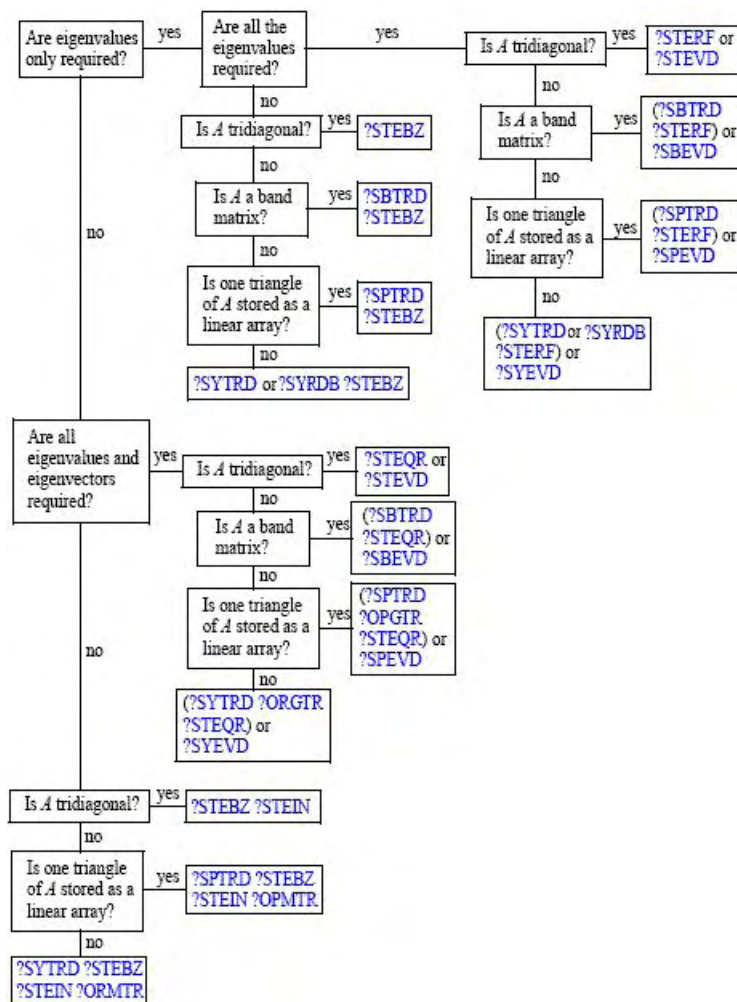 Are eigenvalues
only required?
yes
Are all the
eigenvalues
required?
yes
Is A tridiagonal?
yes
?STERF or
?STEVD
no
Is A a band
matrix?
yes
(?SBTRD
?STERF) or
?SBEVD
no
Is one triangle
of A stored as a
linear array?
yes
(?SPTRD
?STERF) or
?SPEVD
no
(?SYTRD or ?SYRDB
?STERF) or
?SYEVD
no
Is A tridiagonal?
yes
?STEBZ
no
Is A a band
matrix?
yes
?SBTRD
?STEBZ
no
Is one triangle
of A stored as a
linear array?
yes
?SPTRD
?STEBZ
no
?SYTRD or ?SYRDB ?STEBZ
no
Are all
eigenvalues and
eigenvectors
required?
yes
Is A tridiagonal?
yes
?STEQR or
?STEVD
no
Is A a band
matrix?
yes
(?SBTRD
?STEQR) or
?SBEVD
no
Is one triangle
of A stored as a
linear array?
yes
(?SPTRD
?OPGTR
?STEQR) or
?SPEVD
no
(?SYTRD ?ORGTR
?STEQR) or
?SYEVD
no
Is A tridiagonal?
yes
?STEBZ ?STEIN
no
Is one triangle
of A stored as a
linear array?
yes
?SPTRD ?STEBZ
?STEIN ?OPMTR
no
?SYTRD ?STEBZ
?STEIN ?ORMTR